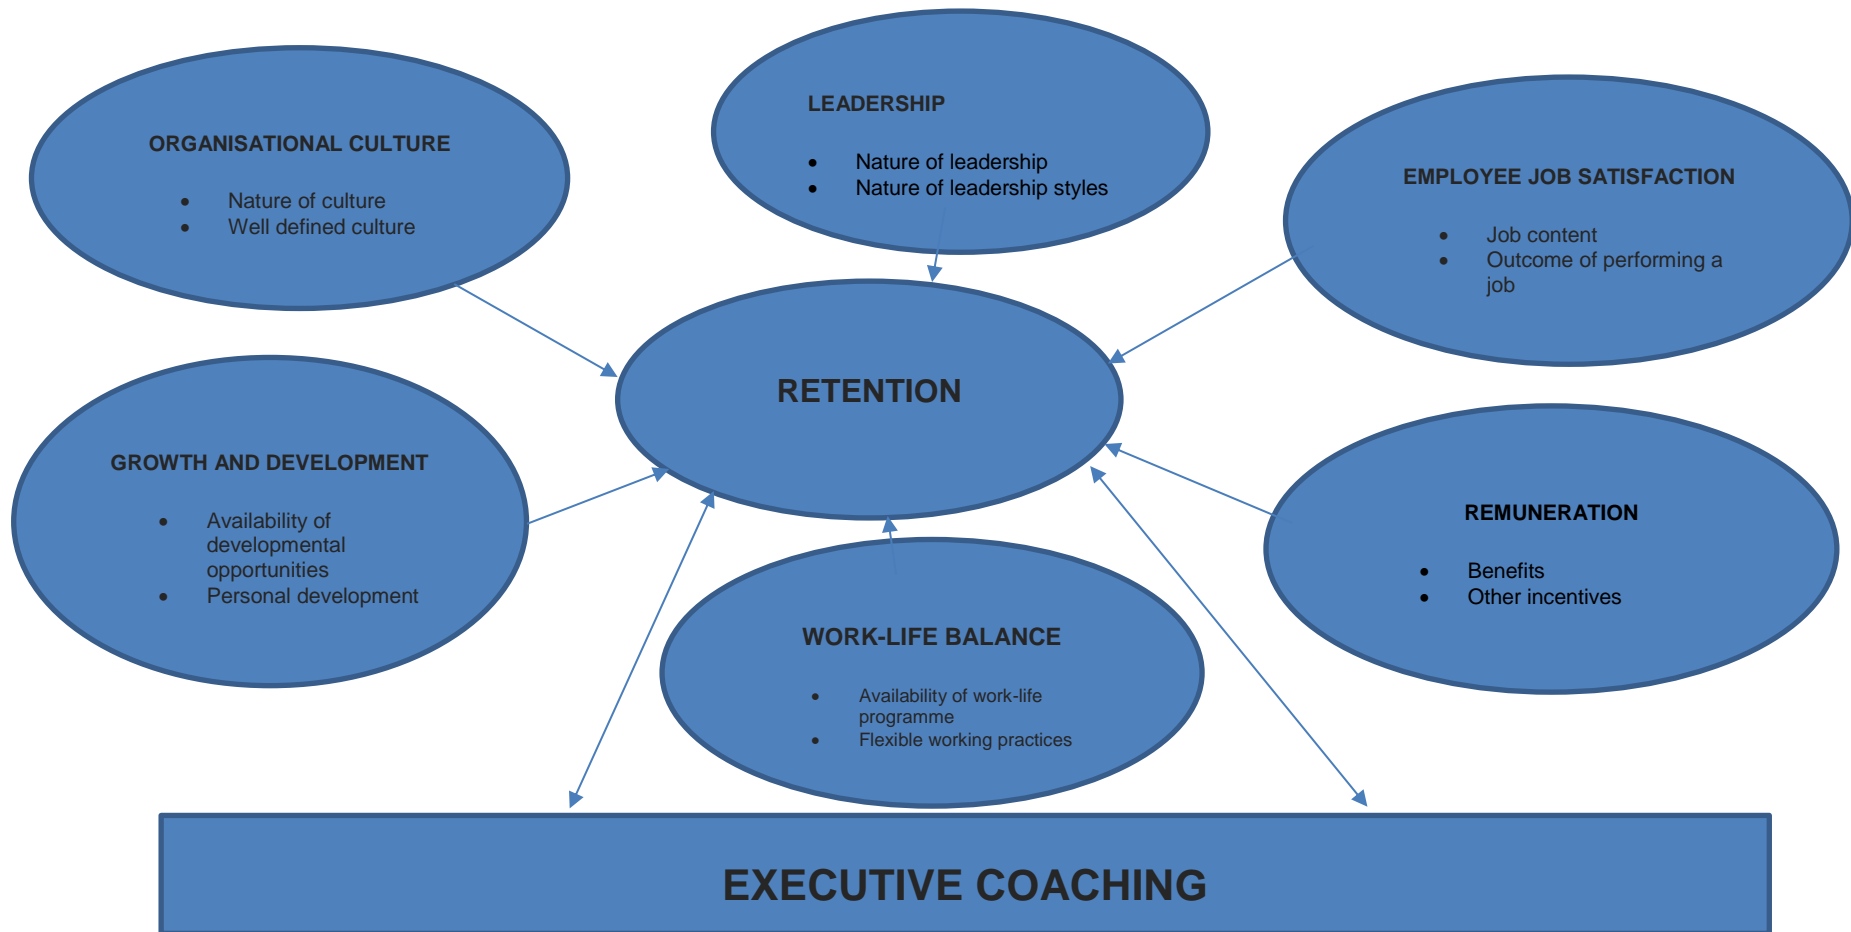 LEADERSHIP
• Nature of leadership
• Nature of leadership styles
ORGANISATIONAL CULTURE
• Nature of culture
• Well defined culture
EMPLOYEE JOB SATISFACTION
• Job content
• Outcome of performing a
job
RETENTION
GROWTH AND DEVELOPMENT
• Availability of
developmental
opportunities
• Personal development
REMUNERATION
• Benefits
• Other incentives
WORK-LIFE BALANCE
• Availability of work-life
programme
• Flexible working practices
EXECUTIVE COACHING